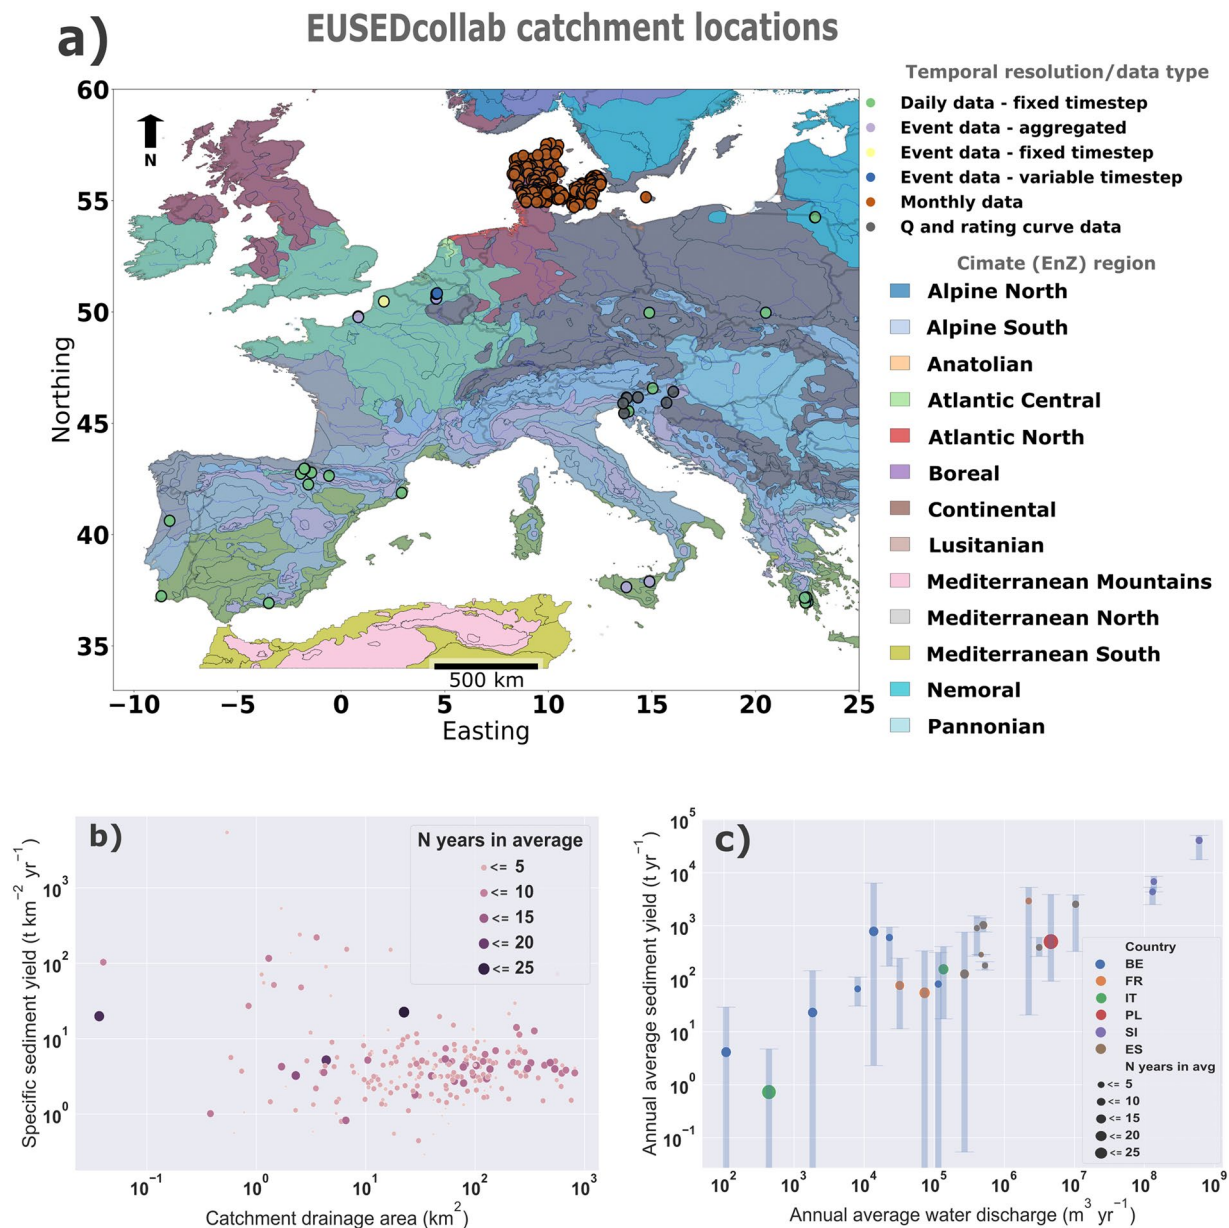 EUSEDcollab catchment locations
a)
Temporal resolution/data type
Daily data - fixed timestep
Event data - aggregated
Event data - fixed timestep
Event data - variable timestep
Monthly data
Q and rating curve data
Cimate (EnZ) region
Alpine North
Alpine South
Anatolian
Atlantic Central
Atlantic North
Boreal
Continental
Lusitanian
Mediterranean Mountains
Mediterranean North
Mediterranean South
Nemoral
Pannonian
N
60
55
50
45
40
35
Northing
500 km
−10 −5 0 5 10 15 20 25
Easting
b)
N years in average
<= 5
<= 10
<= 15
<= 20
<= 25
10³
10²
10¹
10⁰
Specific sediment yield (t km⁻² yr⁻¹)
10⁻¹ 10⁰ 10¹ 10² 10³
Catchment drainage area (km²)
c)
10⁵
10⁴
10³
10²
10¹
10⁰
10⁻¹
Annual average sediment yield (t yr⁻¹)
Country
BE
FR
IT
PL
SI
ES
N years in avg
<= 5
<= 10
<= 15
<= 20
<= 25
10² 10³ 10⁴ 10⁵ 10⁶ 10⁷ 10⁸ 10⁹
Annual average water discharge (m³ yr⁻¹)